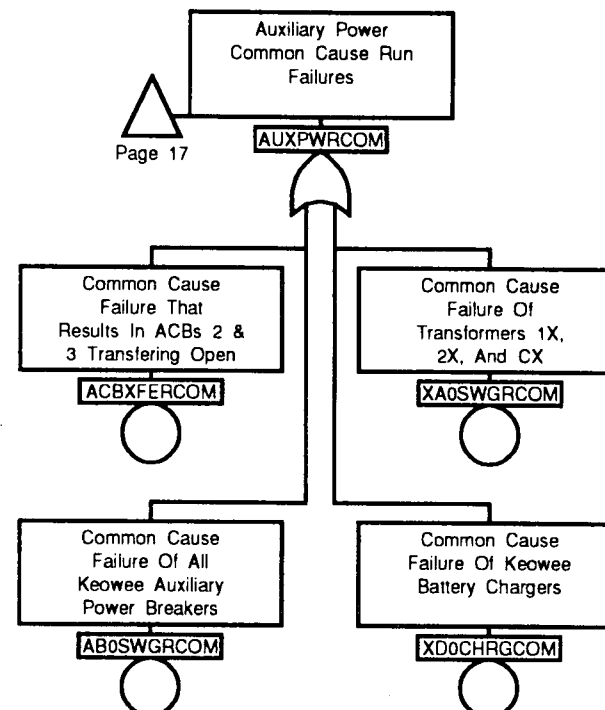 Auxiliary Power
Common Cause Run
Failures
Page 17
AUXPWRCOM
Common Cause
Failure That
Results In ACBs 2 &
3 Transfering Open
ACBXFERCOM
Common Cause
Failure Of
Transformers 1X,
2X, And CX
XA0SWGRCOM
Common Cause
Failure Of All
Keowee Auxiliary
Power Breakers
AB0SWGRCOM
Common Cause
Failure Of Keowee
Battery Chargers
XD0CHRGCOM